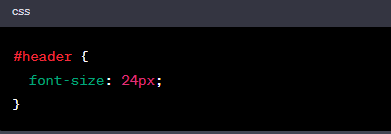 css
#header {
  font-size: 24px;
}